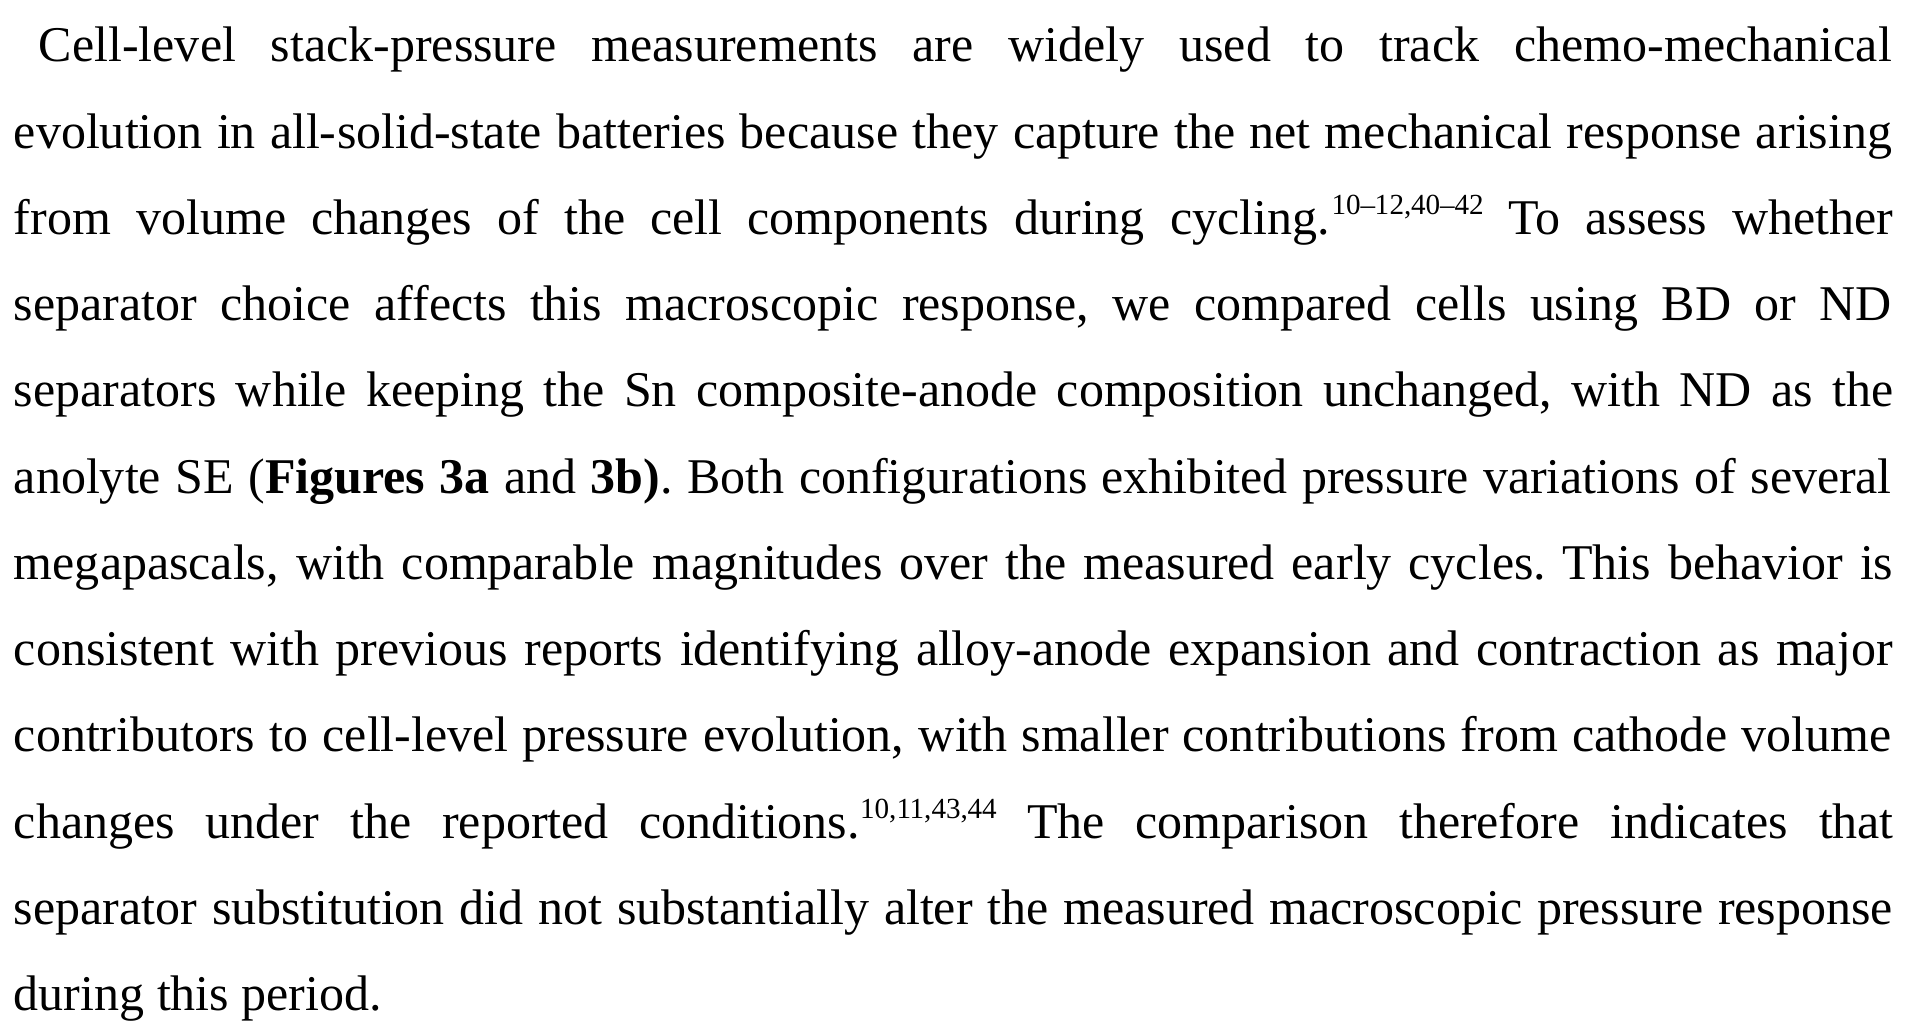 Cell-level stack-pressure measurements are widely used to track chemo-mechanical
evolution in all-solid-state batteries because they capture the net mechanical response arising
from volume changes of the cell components during cycling.10–12,40–42 To assess whether
separator choice affects this macroscopic response, we compared cells using BD or ND
separators while keeping the Sn composite-anode composition unchanged, with ND as the
anolyte SE (Figures 3a and 3b). Both configurations exhibited pressure variations of several
megapascals, with comparable magnitudes over the measured early cycles. This behavior is
consistent with previous reports identifying alloy-anode expansion and contraction as major
contributors to cell-level pressure evolution, with smaller contributions from cathode volume
changes under the reported conditions.10,11,43,44 The comparison therefore indicates that
separator substitution did not substantially alter the measured macroscopic pressure response
during this period.